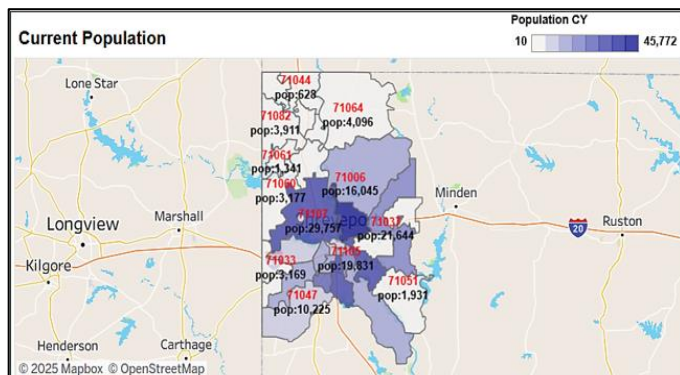 Current Population
Population CY
10
45,772
Lone Star
71044
pop:628
71064
pop:4,096
71082
pop:3,911
71061
pop:1,341
71060
pop:3,177
71006
pop:16,045
Marshall
Minden
Longview
71107
pop:29,757
71037
pop:21,644
20
Ruston
Kilgore
71033
pop:3,169
71105
pop:19,831
71051
pop:1,931
71047
pop:10,225
Henderson
Carthage
© 2025 Mapbox © OpenStreetMap